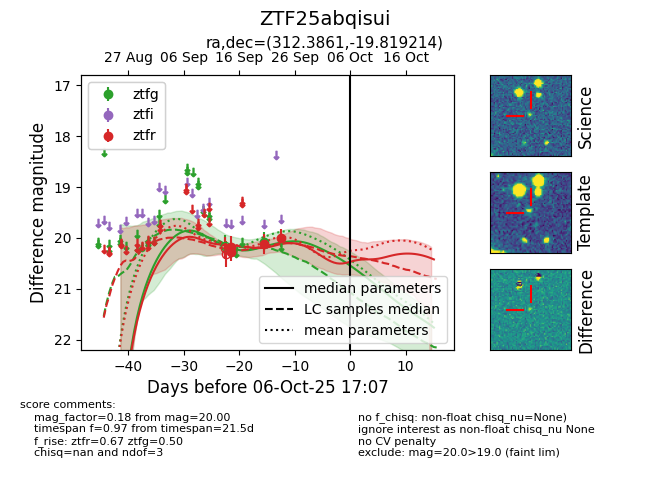 ZTF25abqisui
ra,dec=(312.3861,-19.819214)
27 Aug 06 Sep 16 Sep 26 Sep 06 Oct 16 Oct
17
18
19
20
21
22
Difference magnitude
ztfg
ztfi
ztfr
median parameters
LC samples median
mean parameters
−40 −30 −20 −10 0 10
Days before 06-Oct-25 17:07
Science
Template
Difference
score comments:
mag_factor=0.18 from mag=20.00
timespan f=0.97 from timespan=21.5d
f_rise: ztfr=0.67 ztfg=0.50
chisq=nan and ndof=3
no f_chisq: non-float chisq_nu=None)
ignore interest as non-float chisq_nu None
no CV penalty
exclude: mag=20.0>19.0 (faint lim)